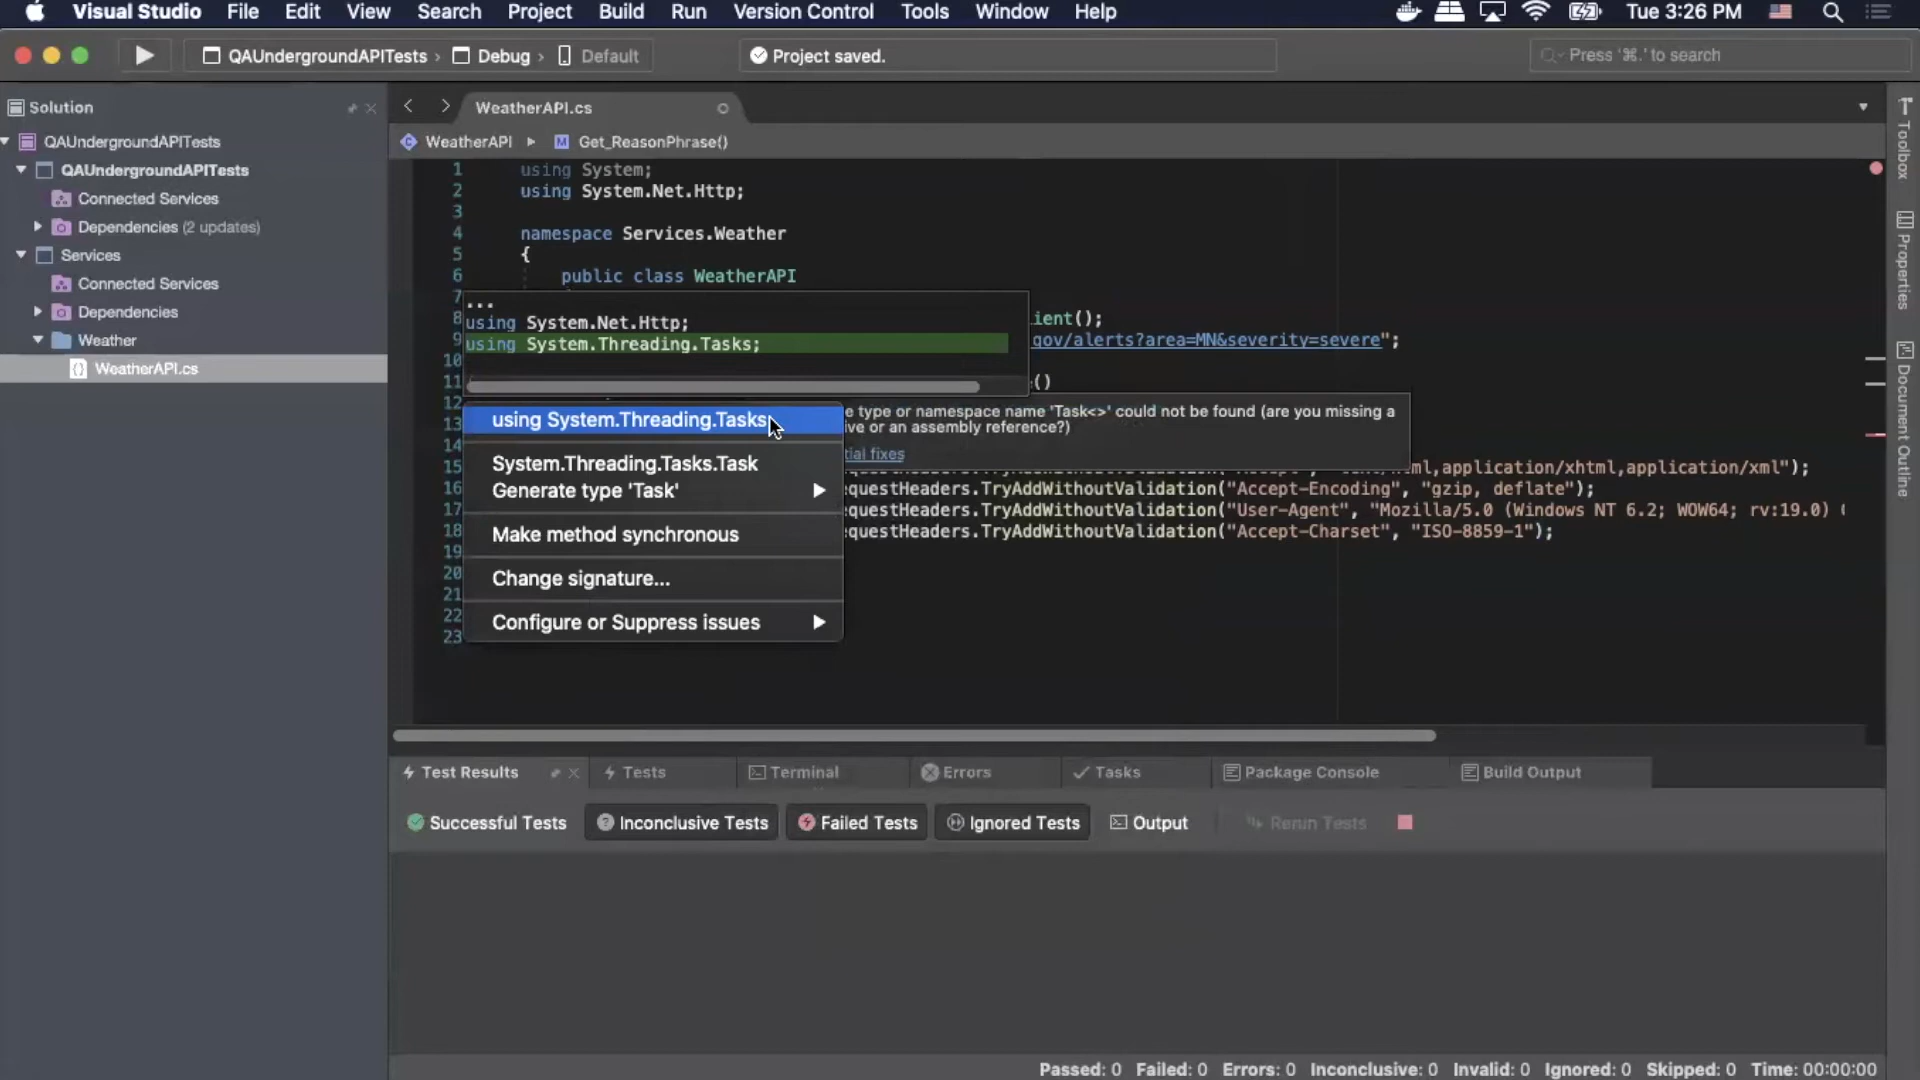 Visual Studio File Edit View Search Project Build Run Version Control Tools Window Help Tue 3:26 PM
QAUndergroundAPITests › Debug › Default
Project saved.
Press '⌘.' to search
Solution
QAUndergroundAPITests
QAUndergroundAPITests
Connected Services
Dependencies (2 updates)
Services
Connected Services
Dependencies
Weather
WeatherAPI.cs
WeatherAPI.cs
WeatherAPI Get_ReasonPhrase()
1 using System;
2 using System.Net.Http;
3
4 namespace Services.Weather
5 {
6 public class WeatherAPI
7
8 ient();
9 gov/alerts?area=MN&severity=severe";
10
11 ()
12
13
14
15 ml,application/xhtml,application/xml");
16 questHeaders.TryAddWithoutValidation("Accept-Encoding", "gzip, deflate");
17 questHeaders.TryAddWithoutValidation("User-Agent", "Mozilla/5.0 (Windows NT 6.2; WOW64; rv:19.0)
18 questHeaders.TryAddWithoutValidation("Accept-Charset", "ISO-8859-1");
19
20
21
22
23
...
using System.Net.Http;
using System.Threading.Tasks;
using System.Threading.Tasks;
System.Threading.Tasks.Task
Generate type 'Task'
Make method synchronous
Change signature...
Configure or Suppress issues
e type or namespace name 'Task<>' could not be found (are you missing a
ve or an assembly reference?)
tial fixes
Toolbox
Properties
Document Outline
Test Results Tests Terminal Errors Tasks Package Console Build Output
Successful Tests Inconclusive Tests Failed Tests Ignored Tests Output Rerun Tests
Passed: 0 Failed: 0 Errors: 0 Inconclusive: 0 Invalid: 0 Ignored: 0 Skipped: 0 Time: 00:00:00